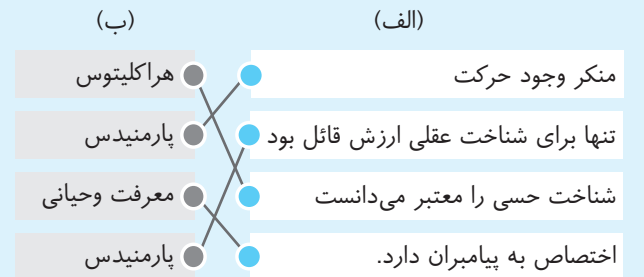 (الف) (ب)
منکر وجود حرکت هراکلیتوس
تنها برای شناخت عقلی ارزش قائل بود پارمنیدس
شناخت حسی را معتبر می‌دانست معرفت وحیانی
اختصاص به پیامبران دارد. پارمنیدس